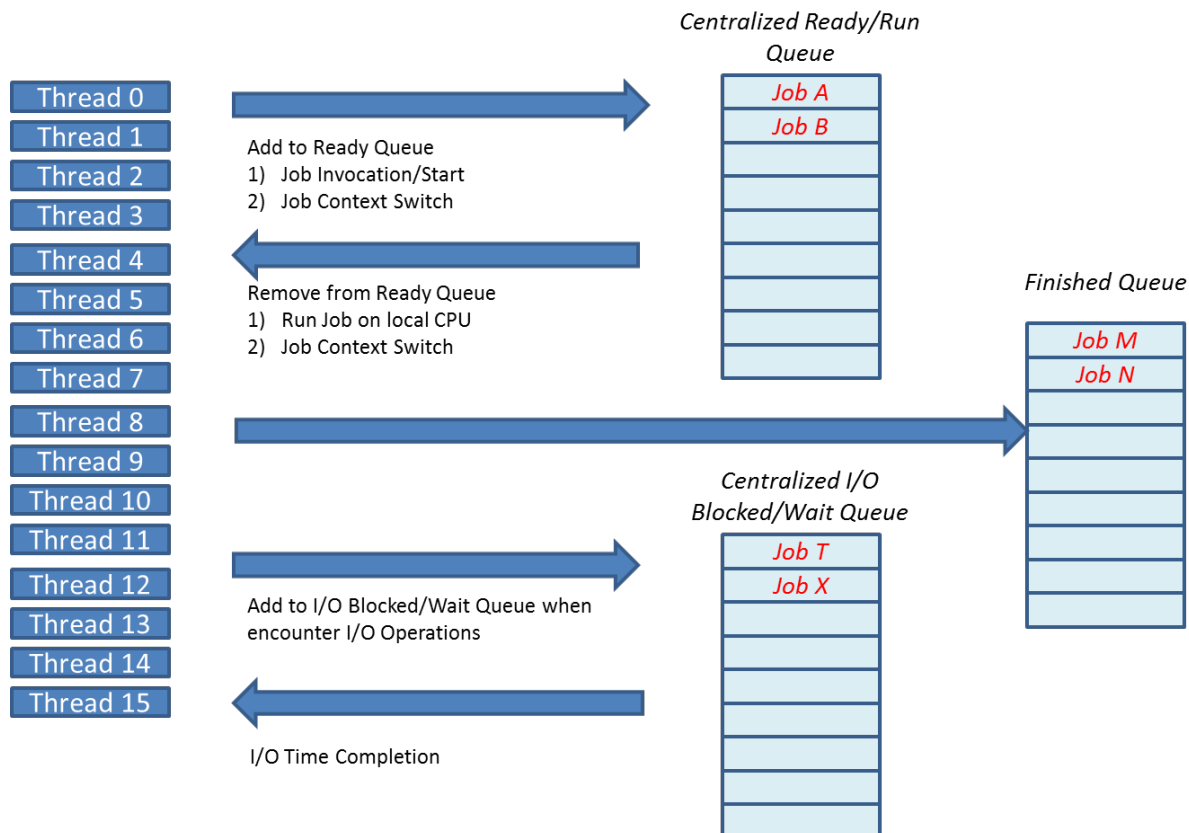 Centralized Ready/Run
Queue
Thread 0
Thread 1
Thread 2
Thread 3
Thread 4
Thread 5
Thread 6
Thread 7
Thread 8
Thread 9
Thread 10
Thread 11
Thread 12
Thread 13
Thread 14
Thread 15
Add to Ready Queue
1) Job Invocation/Start
2) Job Context Switch
Remove from Ready Queue
1) Run Job on local CPU
2) Job Context Switch
Add to I/O Blocked/Wait Queue when
encounter I/O Operations
I/O Time Completion
Job A
Job B
Centralized I/O
Blocked/Wait Queue
Job T
Job X
Finished Queue
Job M
Job N